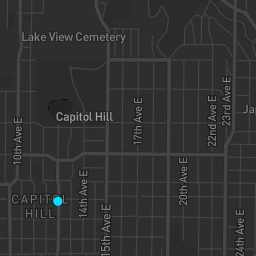 Lake View Cemetery
Capitol Hill
10th Ave E
17th Ave E
22nd Ave E
23rd Ave E
Ja
14th Ave E
15th Ave E
20th Ave E
24th Ave E
CAPITOL
HILL